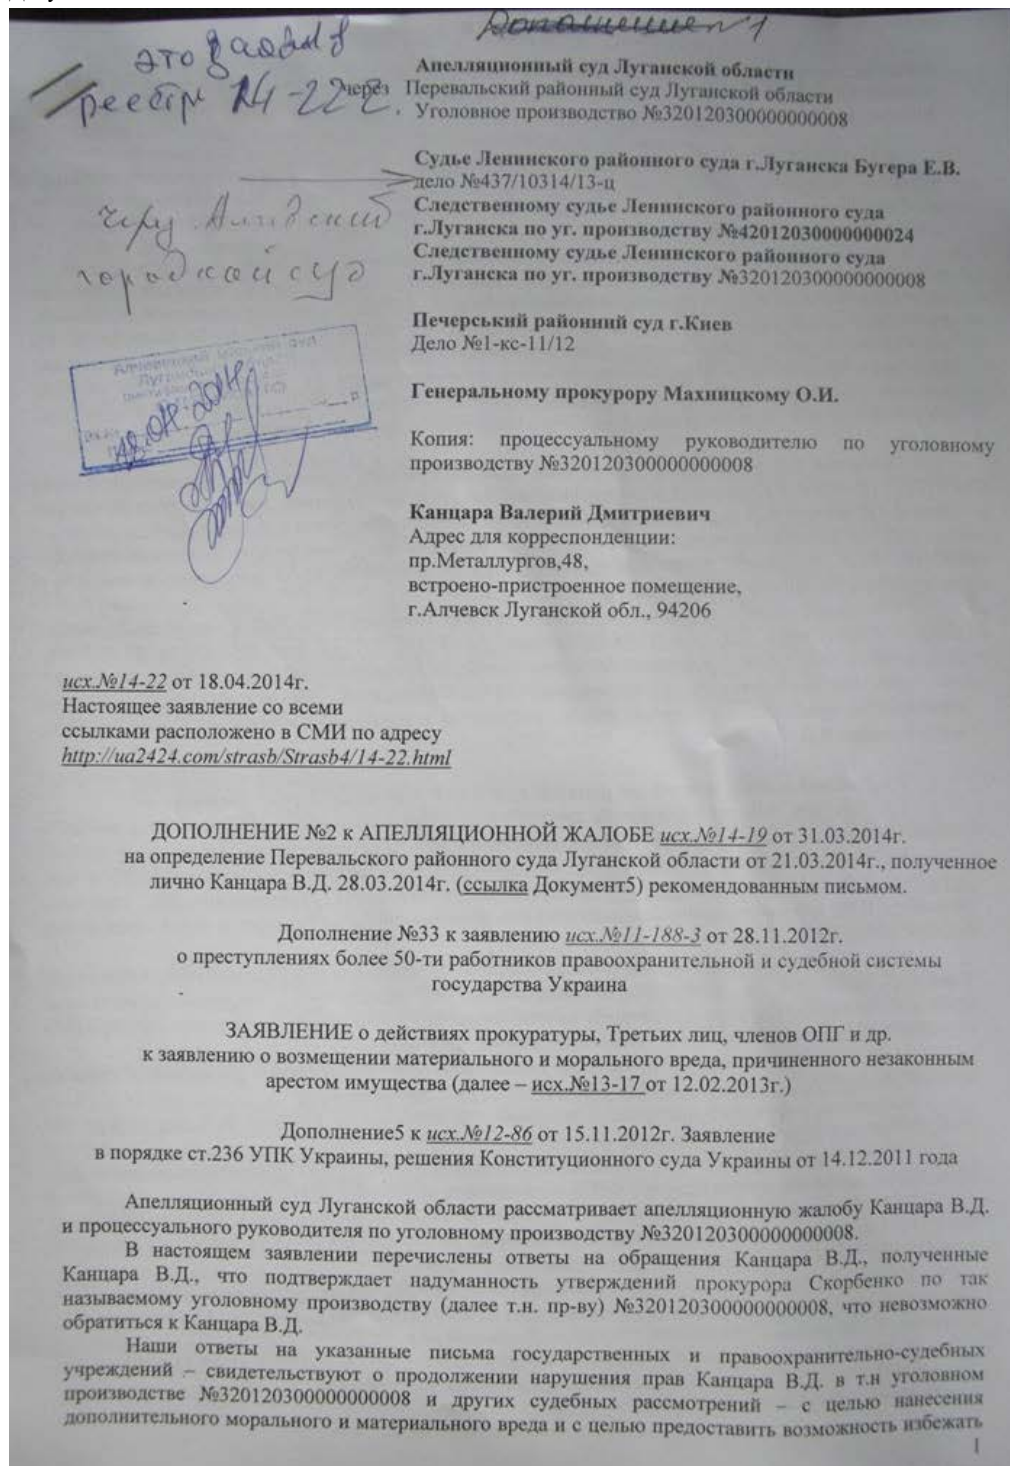 Дополнение №1
это
реестр 14-22
Апелляционный суд Луганской области
через Перевальский районный суд Луганской области
Уголовное производство №320120300000000008
Судье Ленинского районного суда г.Луганска Бугера Е.В.
дело №437/10314/13-ц
Следственному судье Ленинского районного суда
г.Луганска по уг. производству №42012030000000024
Следственному судье Ленинского районного суда
г.Луганска по уг. производству №320120300000000008
городской суд
Печерський районний суд г.Киев
Дело №1-кс-11/12
Генеральному прокурору Махницкому О.И.
Копия: процессуальному руководителю по уголовному
производству №320120300000000008
Канцара Валерий Дмитриевич
Адрес для корреспонденции:
пр.Металлургов,48,
встроено-пристроенное помещение,
г.Алчевск Луганской обл., 94206
исх.№14-22 от 18.04.2014г.
Настоящее заявление со всеми
ссылками расположено в СМИ по адресу
http://ua2424.com/strasb/Strasb4/14-22.html
ДОПОЛНЕНИЕ №2 к АПЕЛЛЯЦИОННОЙ ЖАЛОБЕ исх.№14-19 от 31.03.2014г.
на определение Перевальского районного суда Луганской области от 21.03.2014г., полученное
лично Канцара В.Д. 28.03.2014г. (ссылка Документ5) рекомендованным письмом.
Дополнение №33 к заявлению исх.№11-188-3 от 28.11.2012г.
о преступлениях более 50-ти работников правоохранительной и судебной системы
государства Украина
ЗАЯВЛЕНИЕ о действиях прокуратуры, Третьих лиц, членов ОПГ и др.
к заявлению о возмещении материального и морального вреда, причиненного незаконным
арестом имущества (далее – исх.№13-17 от 12.02.2013г.)
Дополнение5 к исх.№12-86 от 15.11.2012г. Заявление
в порядке ст.236 УПК Украины, решения Конституционного суда Украины от 14.12.2011 года
Апелляционный суд Луганской области рассматривает апелляционную жалобу Канцара В.Д.
и процессуального руководителя по уголовному производству №320120300000000008.
В настоящем заявлении перечислены ответы на обращения Канцара В.Д., полученные
Канцара В.Д., что подтверждает надуманность утверждений прокурора Скорбенко по так
называемому уголовному производству (далее т.н. пр-ву) №320120300000000008, что невозможно
обратиться к Канцара В.Д.
Наши ответы на указанные письма государственных и правоохранительно-судебных
учреждений – свидетельствуют о продолжении нарушения прав Канцара В.Д. в т.н уголовном
производстве №320120300000000008 и других судебных рассмотрений – с целью нанесения
дополнительного морального и материального вреда и с целью предоставить возможность избежать
1